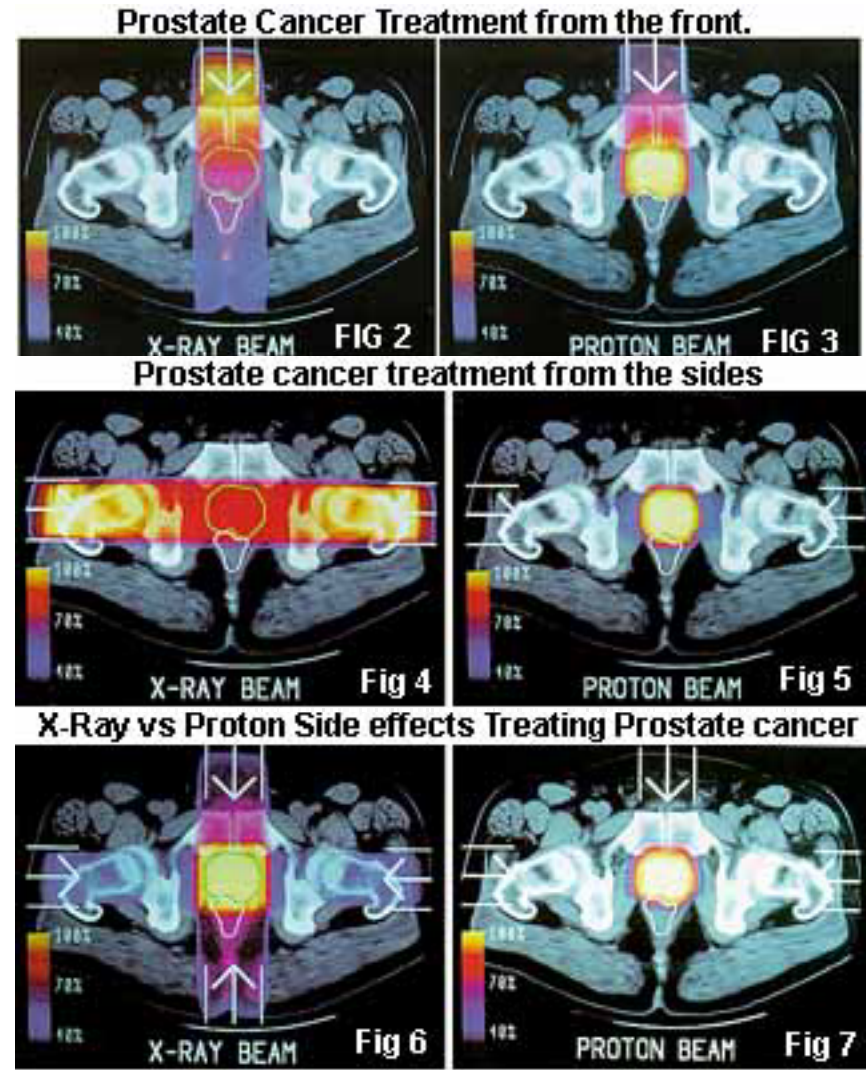 Prostate Cancer Treatment from the front.
100%
70%
40%
X-RAY BEAM FIG 2
100%
70%
40%
PROTON BEAM FIG 3
Prostate cancer treatment from the sides
100%
70%
40%
X-RAY BEAM Fig 4
100%
70%
40%
PROTON BEAM Fig 5
X-Ray vs Proton Side effects Treating Prostate cancer
100%
70%
40%
X-RAY BEAM Fig 6
100%
70%
40%
PROTON BEAM Fig 7